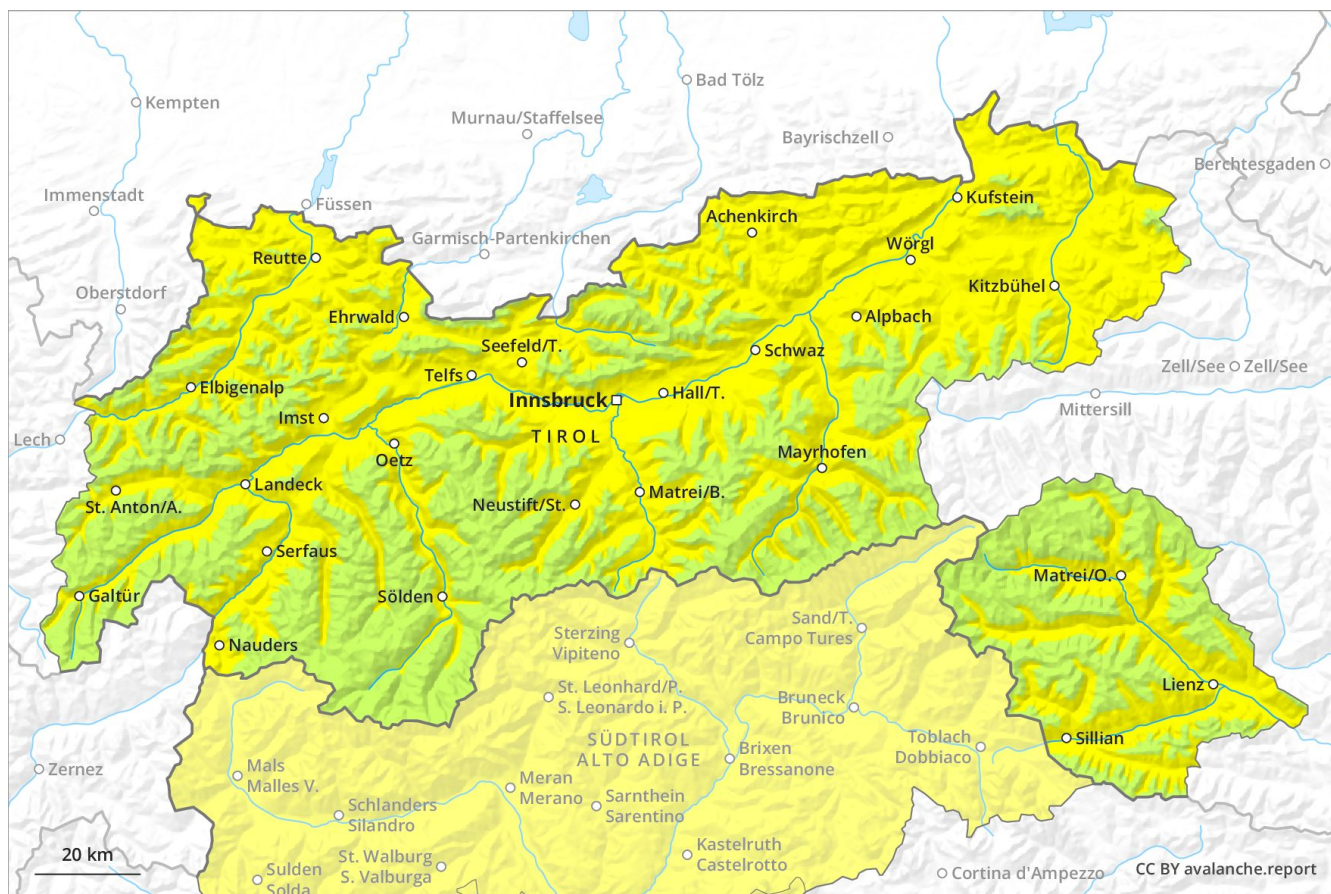 Kempten
Bad Tölz
Murnau/Staffelsee
Bayrischzell
Berchtesgaden
Immenstadt
Füssen
Kufstein
Achenkirch
Garmisch-Partenkirchen
Wörgl
Reutte
Kitzbühel
Oberstdorf
Ehrwald
Alpbach
Seefeld/T.
Schwaz
Telfs
Zell/See
Zell/See
Elbigenalp
Innsbruck
Hall/T.
Mittersill
Imst
TIROL
Lech
Oetz
Mayrhofen
Landeck
Matrei/B.
St. Anton/A.
Neustift/St.
Serfaus
Matrei/O.
Galtür
Sölden
Sand/T.
Campo Tures
Sterzing
Vipiteno
Nauders
Lienz
St. Leonhard/P.
S. Leonardo i. P.
Bruneck
Brunico
SÜDTIROL
ALTO ADIGE
Toblach
Dobbiaco
Sillian
Brixen
Bressanone
Zernez
Mals
Malles V.
Meran
Merano
Sarnthein
Sarentino
Schlanders
Silandro
20 km
St. Walburg
S. Valburga
Kastelruth
Castelrotto
Sulden
Solda
Cortina d'Ampezzo
CC BY avalanche.report